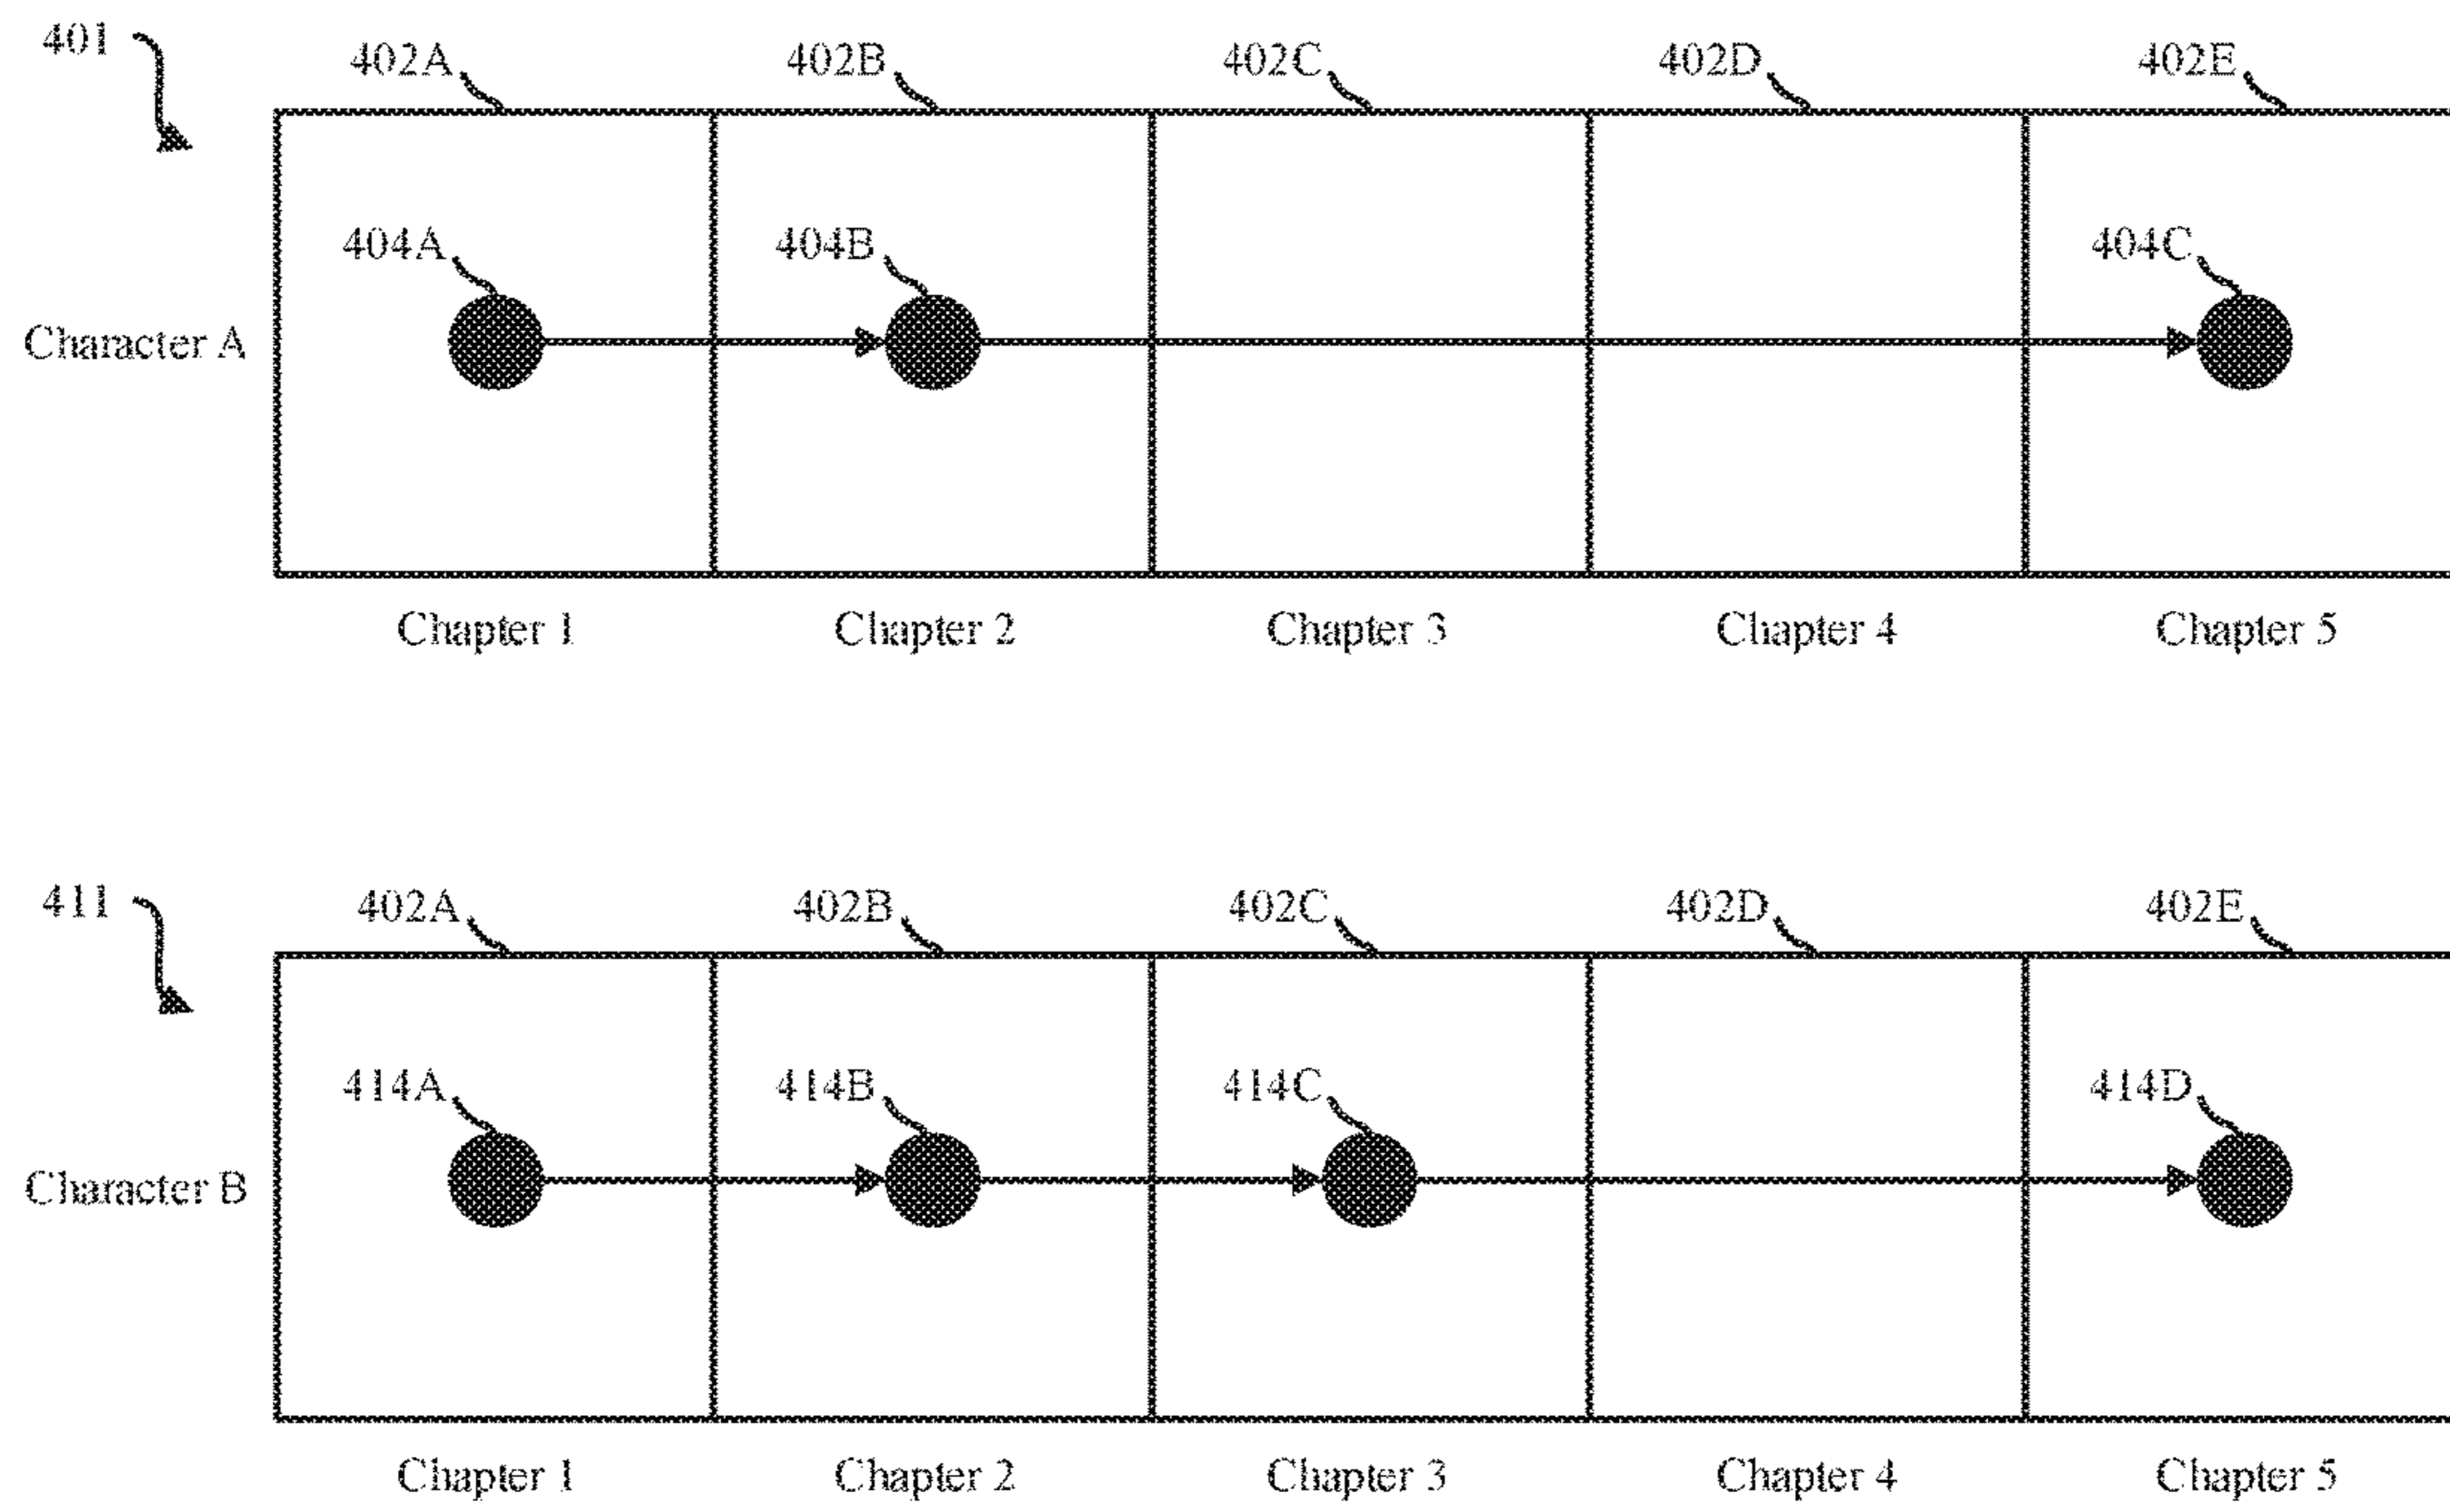 401
402A 402B 402C 402D 402E
404A 404B 404C
Character A
Chapter 1 Chapter 2 Chapter 3 Chapter 4 Chapter 5
411
402A 402B 402C 402D 402E
414A 414B 414C 414D
Character B
Chapter 1 Chapter 2 Chapter 3 Chapter 4 Chapter 5